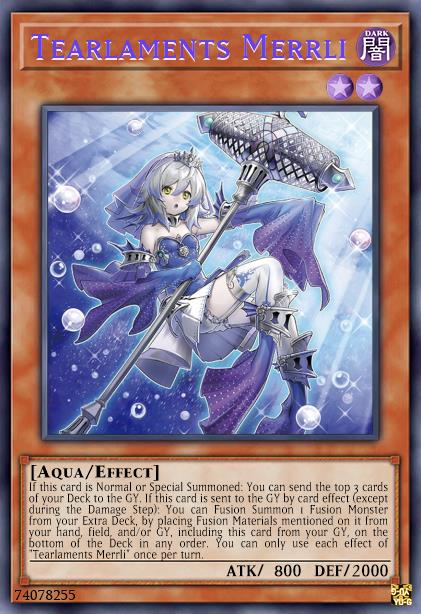 Tearlaments Merrli
DARK
闇
[Aqua/Effect]
If this card is Normal or Special Summoned: You can send the top 3 cards
of your Deck to the GY. If this card is sent to the GY by card effect (except
during the Damage Step): You can Fusion Summon 1 Fusion Monster
from your Extra Deck, by placing Fusion Materials mentioned on it from
your hand, field, and/or GY, including this card from your GY, on the
bottom of the Deck in any order. You can only use each effect of
"Tearlaments Merrli" once per turn.
ATK/ 800 DEF/2000
74078255